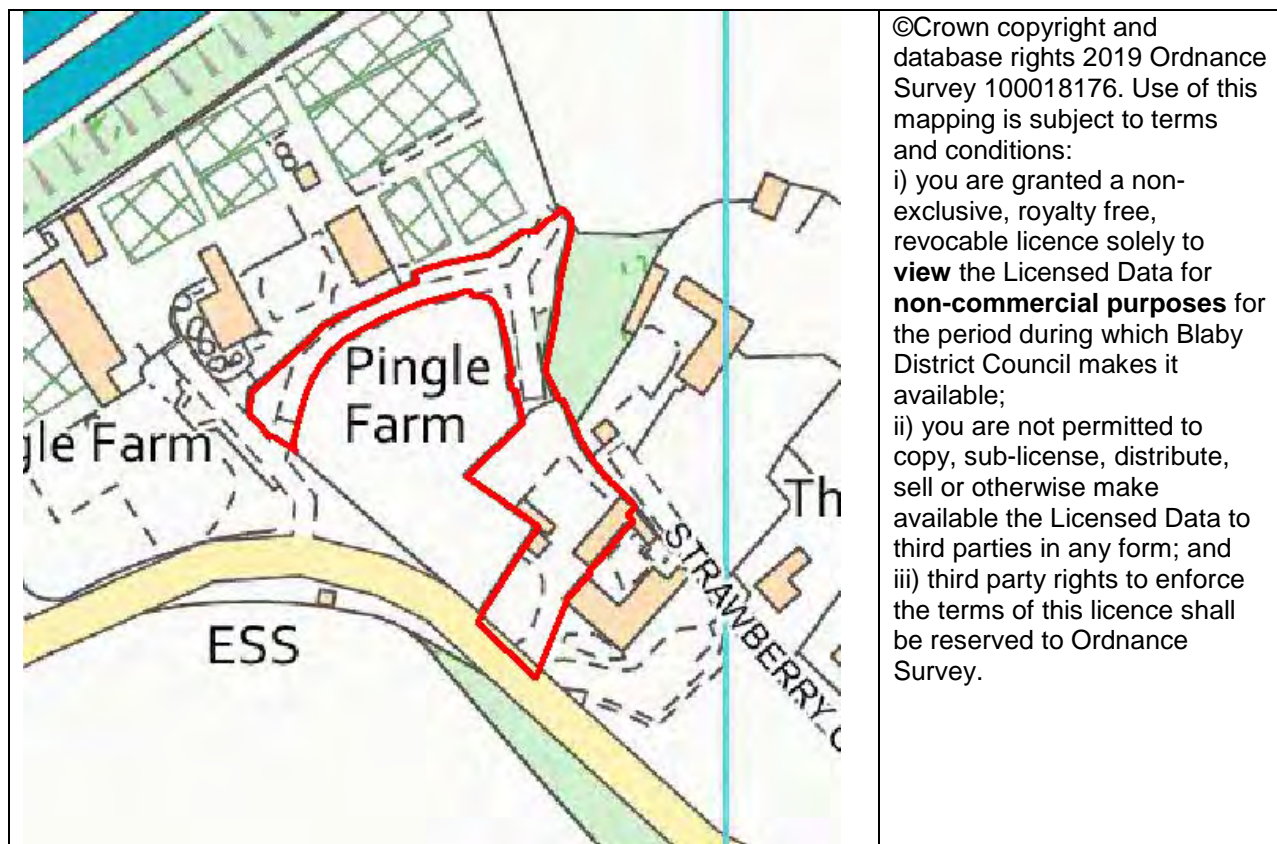 Pingle
Farm
gle Farm
Th
STRAWBERRY
ESS
©Crown copyright and
database rights 2019 Ordnance
Survey 100018176. Use of this
mapping is subject to terms
and conditions:
i) you are granted a non-
exclusive, royalty free,
revocable licence solely to
view the Licensed Data for
non-commercial purposes for
the period during which Blaby
District Council makes it
available;
ii) you are not permitted to
copy, sub-license, distribute,
sell or otherwise make
available the Licensed Data to
third parties in any form; and
iii) third party rights to enforce
the terms of this licence shall
be reserved to Ordnance
Survey.